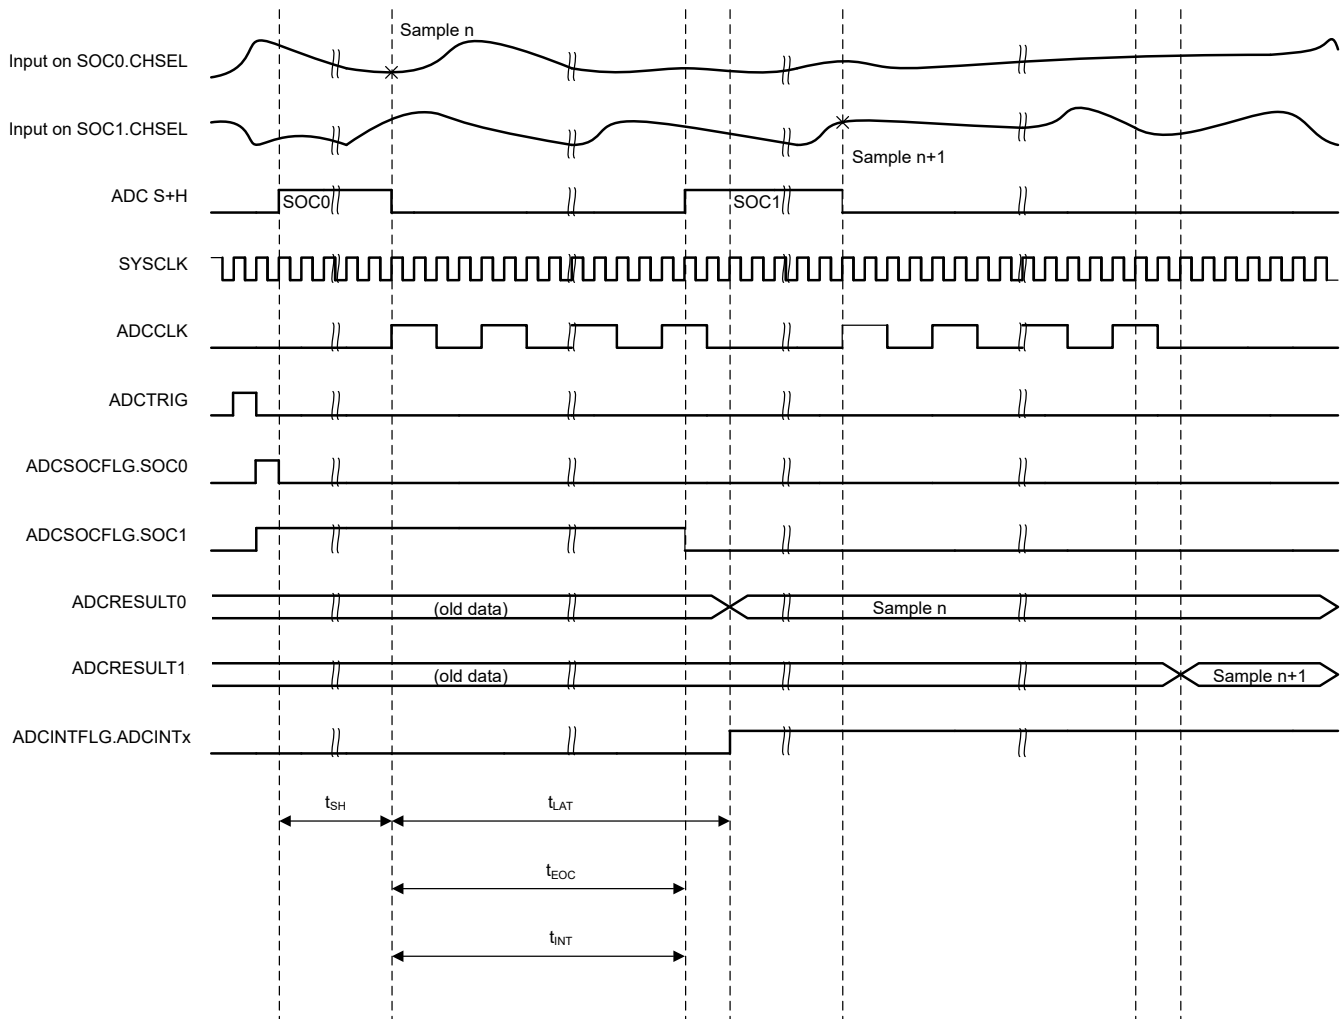 Sample n
Input on SOC0.CHSEL
Input on SOC1.CHSEL
Sample n+1
ADC S+H
SOC0
SOC1
SYSCLK
ADCCLK
ADCTRIG
ADCSOCFLG.SOC0
ADCSOCFLG.SOC1
ADCRESULT0
(old data)
Sample n
ADCRESULT1
(old data)
Sample n+1
ADCINTFLG.ADCINTx
tSH
tLAT
tEOC
tINT